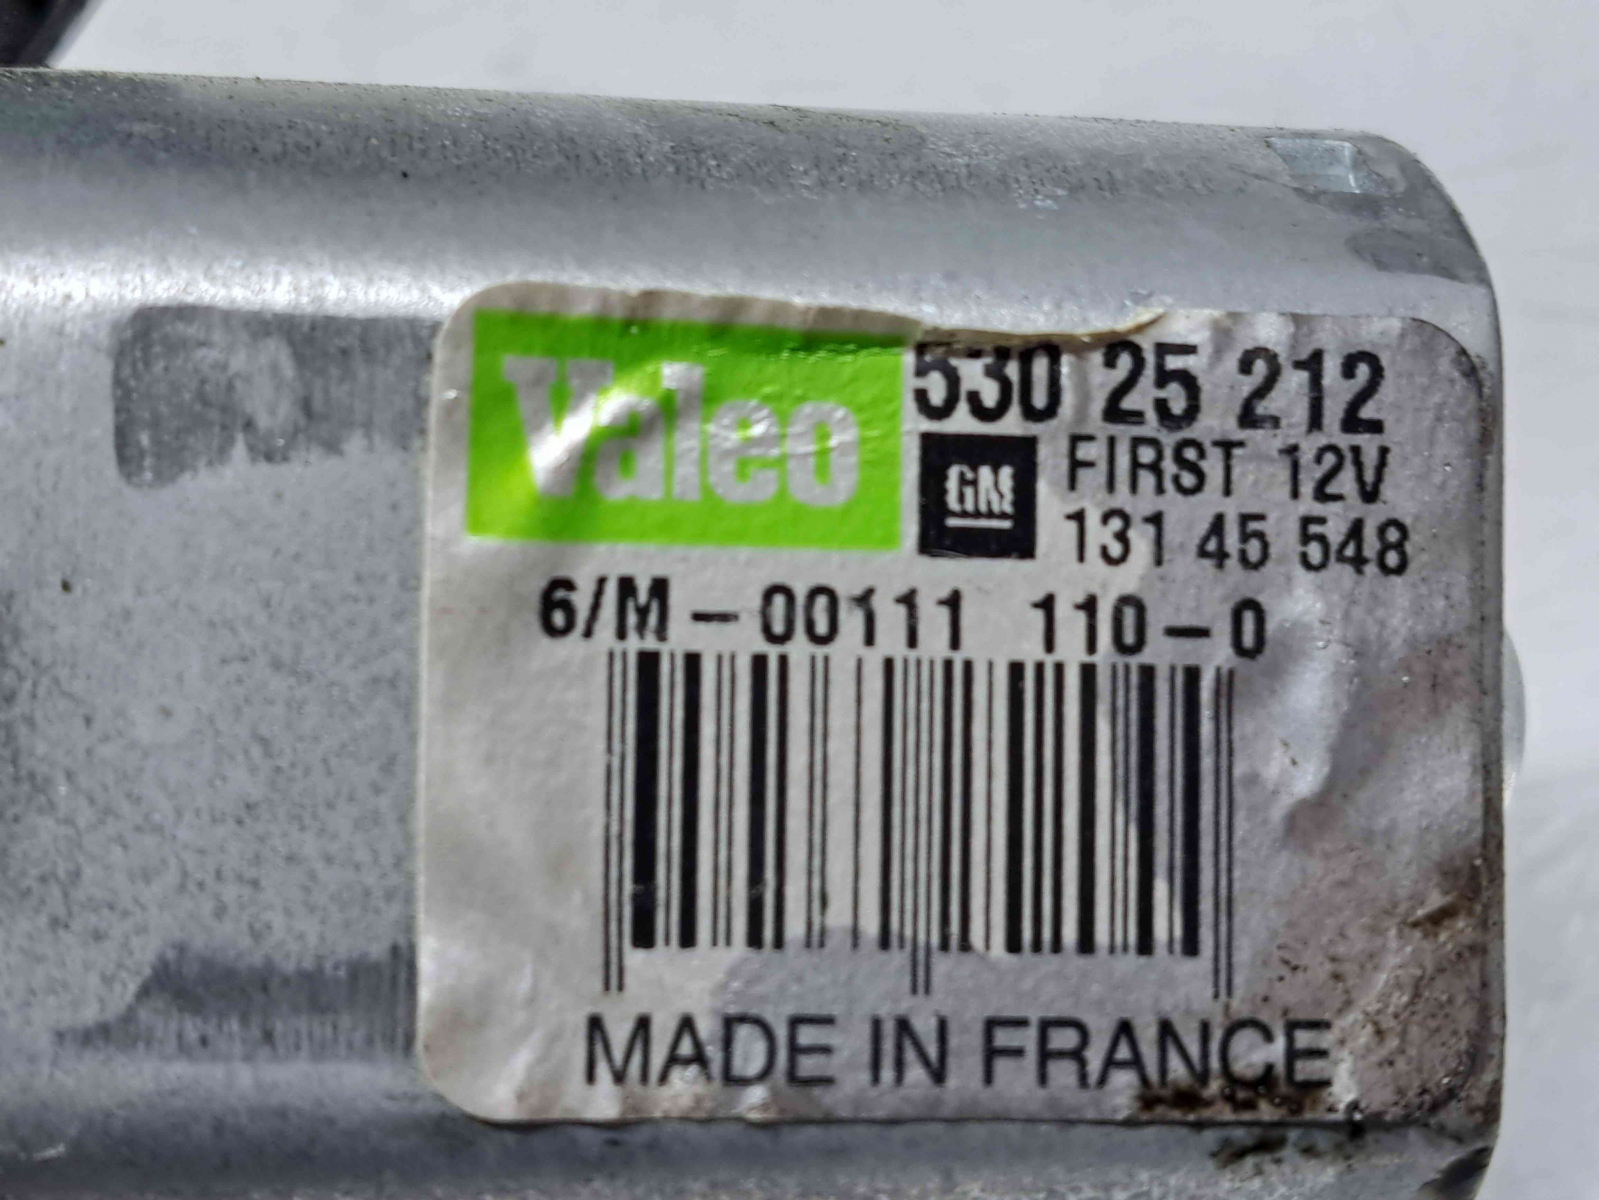 Valeo 530 25 212
GM FIRST 12V
131 45 548
6/M-00111 110-0
MADE IN FRANCE